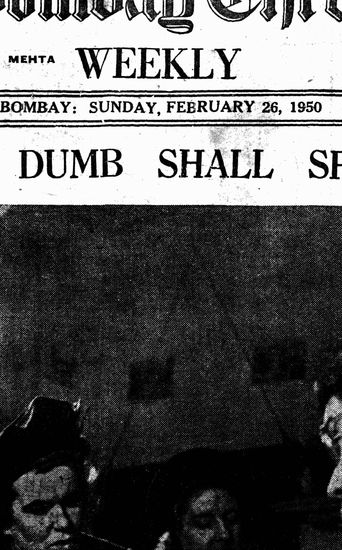 MEHTA WEEKLY
BOMBAY: SUNDAY, FEBRUARY 26, 1950
DUMB SHALL